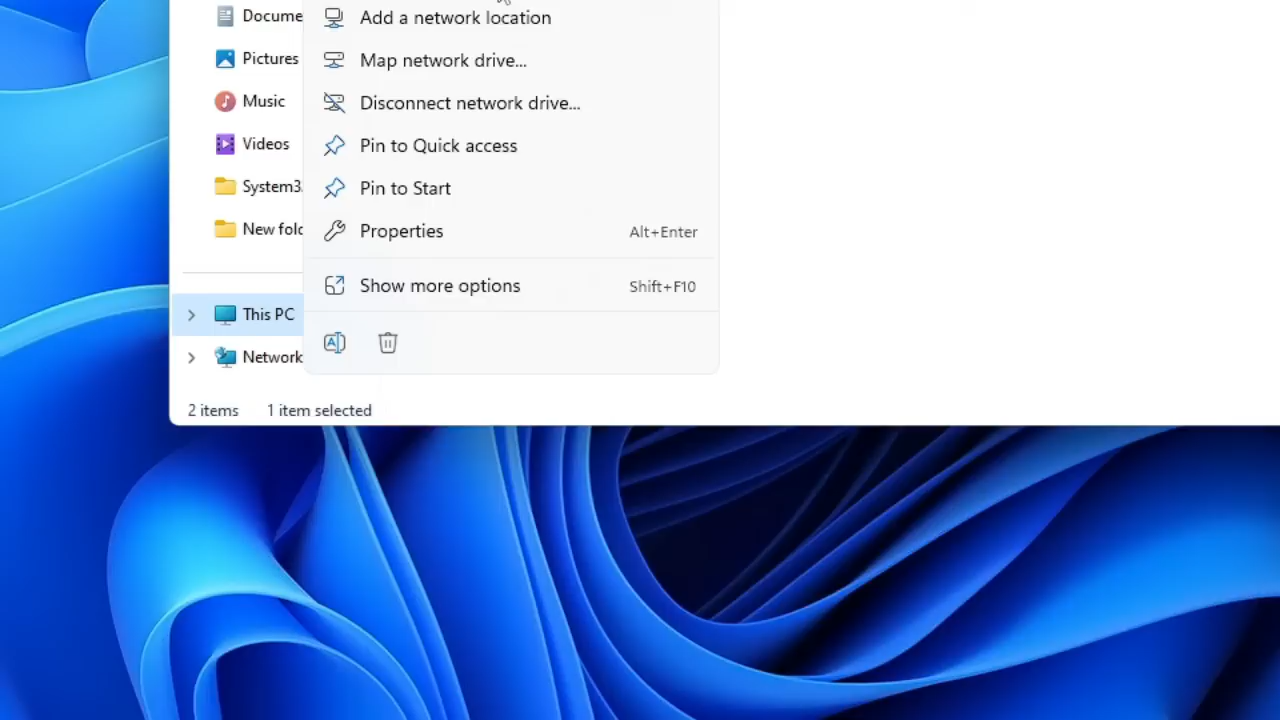 Docume
Add a network location
Pictures
Map network drive...
Music
Disconnect network drive...
Videos
Pin to Quick access
System3
Pin to Start
New fol
Properties
Alt+Enter
Show more options
Shift+F10
This PC
Network
2 items
1 item selected